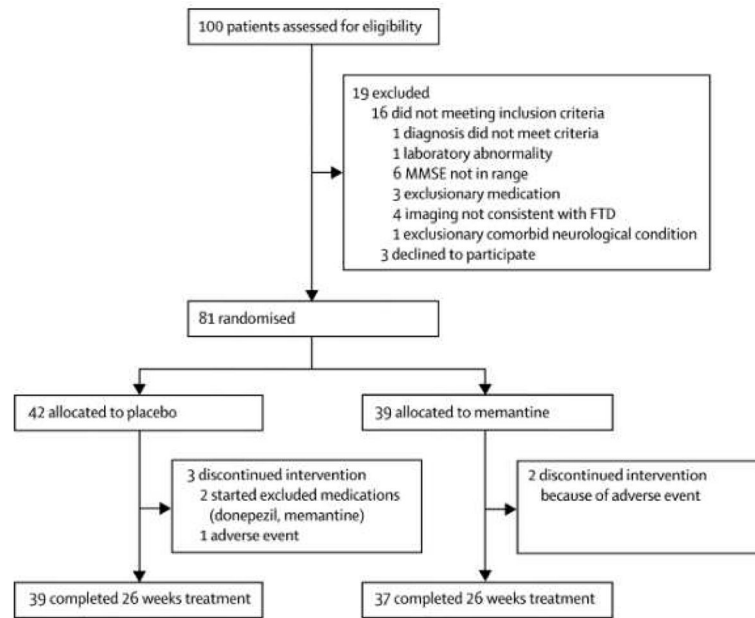 100 patients assessed for eligibility
19 excluded
16 did not meeting inclusion criteria
1 diagnosis did not meet criteria
1 laboratory abnormality
6 MMSE not in range
3 exclusionary medication
4 imaging not consistent with FTD
1 exclusionary comorbid neurological condition
3 declined to participate
81 randomised
42 allocated to placebo
39 allocated to memantine
3 discontinued intervention
2 started excluded medications
(donepezil, memantine)
1 adverse event
2 discontinued intervention
because of adverse event
39 completed 26 weeks treatment
37 completed 26 weeks treatment